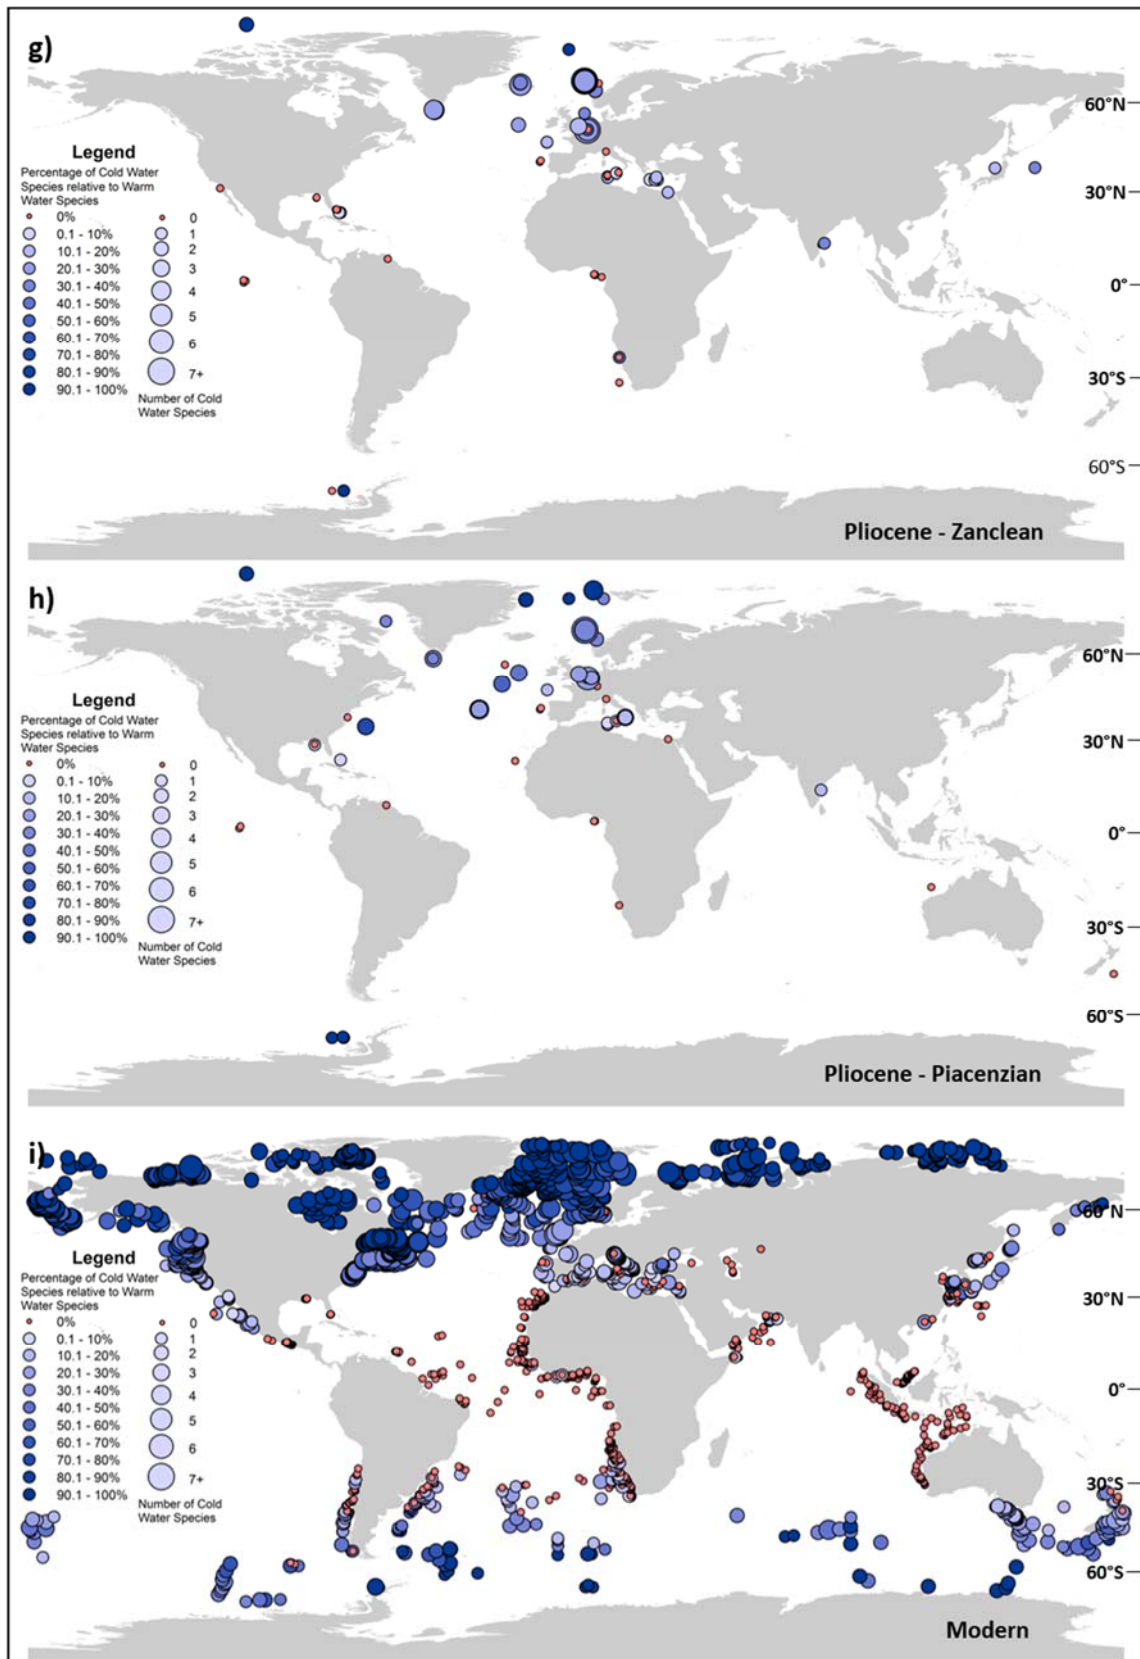 g)
60°N
30°N
0°
30°S
60°S
Legend
Percentage of Cold Water
Species relative to Warm
Water Species
0% 0
0.1 - 10% 1
10.1 - 20% 2
20.1 - 30% 3
30.1 - 40% 4
40.1 - 50% 5
50.1 - 60% 6
60.1 - 70% 7+
70.1 - 80%
80.1 - 90%
90.1 - 100%
Number of Cold
Water Species
Pliocene - Zanclean
h)
60°N
30°N
0°
30°S
60°S
Legend
Percentage of Cold Water
Species relative to Warm
Water Species
0% 0
0.1 - 10% 1
10.1 - 20% 2
20.1 - 30% 3
30.1 - 40% 4
40.1 - 50% 5
50.1 - 60% 6
60.1 - 70% 7+
70.1 - 80%
80.1 - 90%
90.1 - 100%
Number of Cold
Water Species
Pliocene - Piacenzian
i)
60°N
30°N
0°
30°S
60°S
Legend
Percentage of Cold Water
Species relative to Warm
Water Species
0% 0
0.1 - 10% 1
10.1 - 20% 2
20.1 - 30% 3
30.1 - 40% 4
40.1 - 50% 5
50.1 - 60% 6
60.1 - 70% 7+
70.1 - 80%
80.1 - 90%
90.1 - 100%
Number of Cold
Water Species
Modern